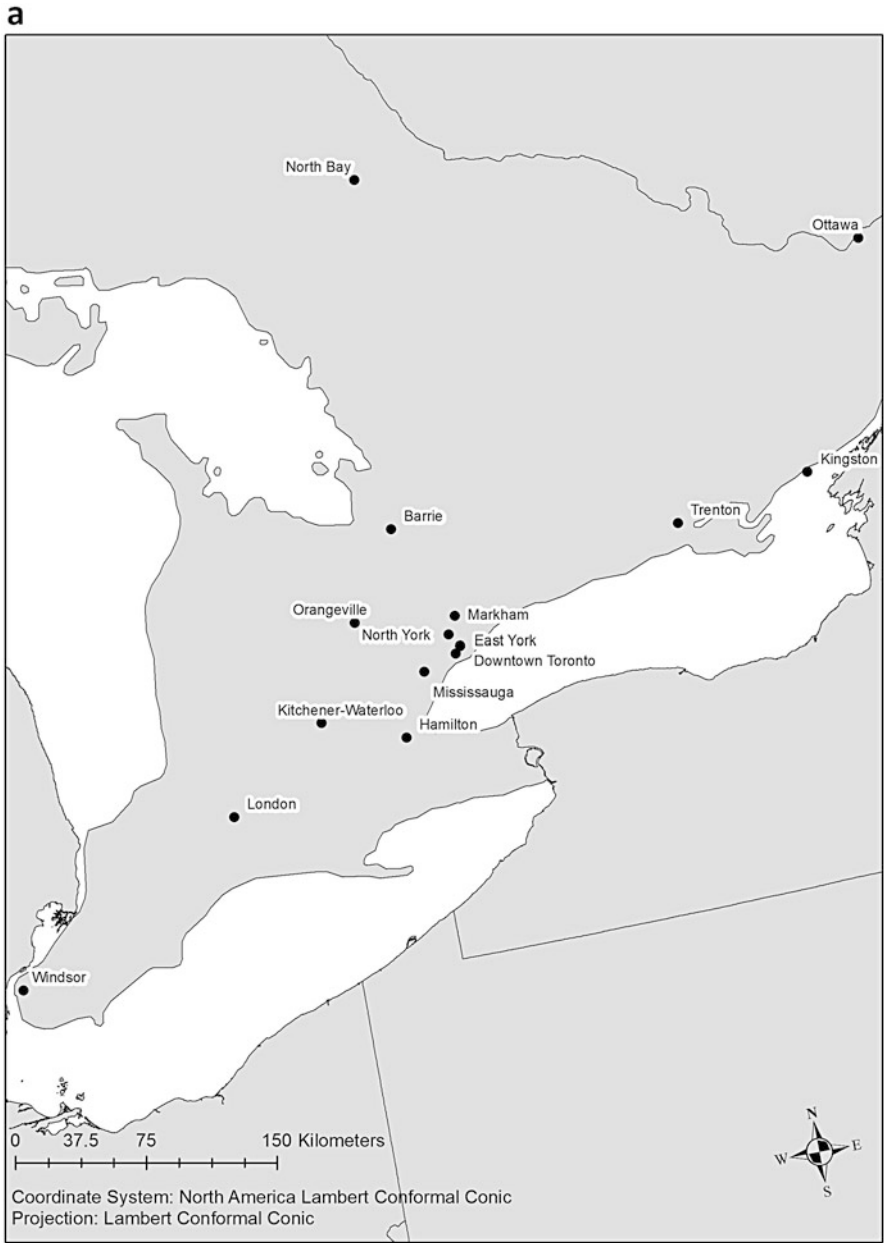 a
North Bay
Ottawa
Kingston
Trenton
Barrie
Orangeville
Markham
North York
East York
Downtown Toronto
Mississauga
Kitchener-Waterloo
Hamilton
London
Windsor
N
W E
S
0 37.5 75 150 Kilometers
Coordinate System: North America Lambert Conformal Conic
Projection: Lambert Conformal Conic